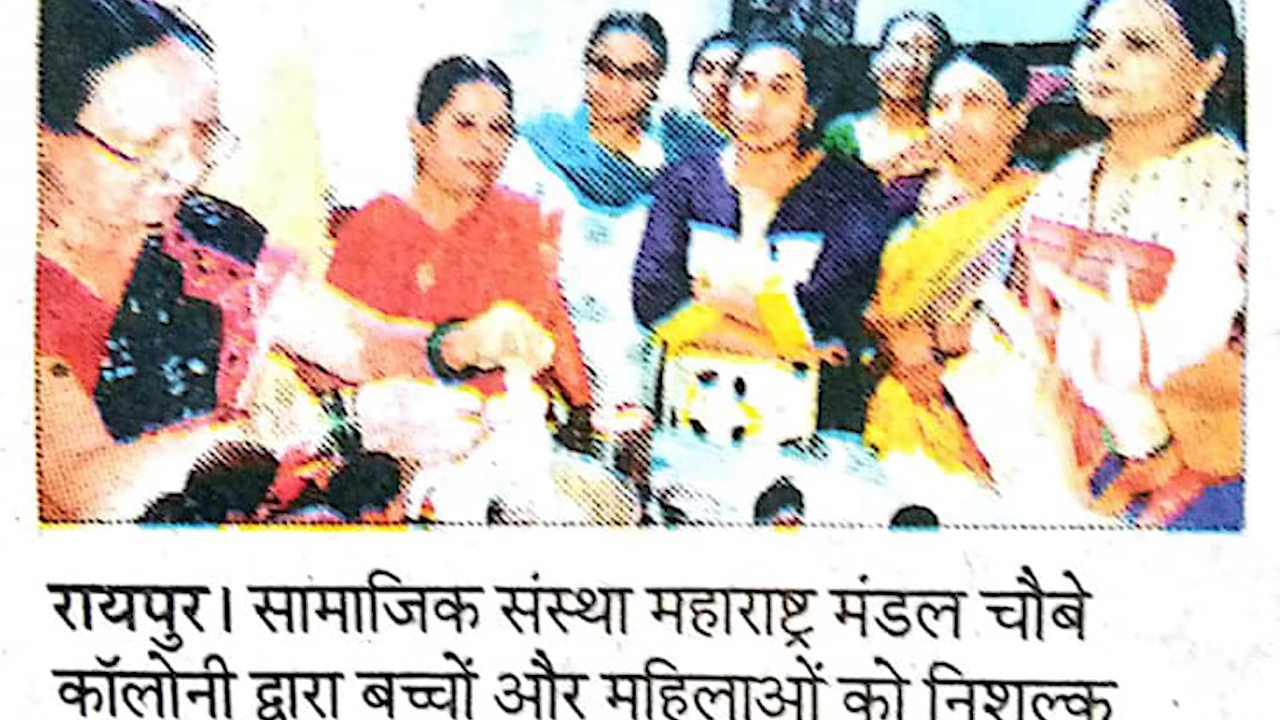 रायपुर। सामाजिक संस्था महाराष्ट्र मंडल चौबे
कॉलोनी द्वारा बच्चों और महिलाओं को निशुल्क